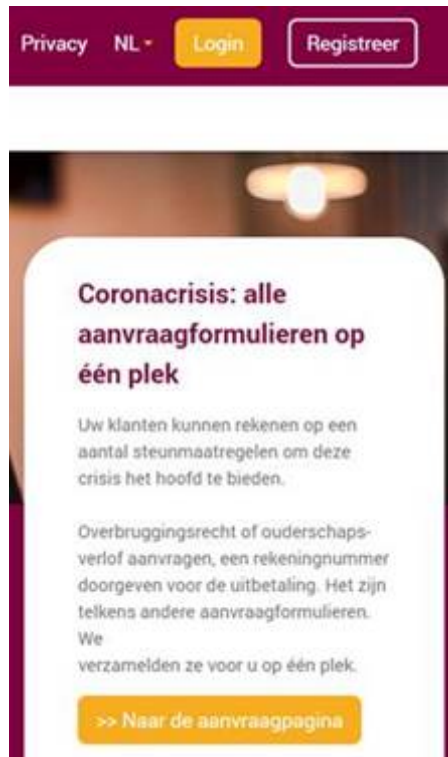 Privacy NL Login Registreer
Coronacrisis: alle
aanvraagformulieren op
één plek
Uw klanten kunnen rekenen op een
aantal steunmaatregelen om deze
crisis het hoofd te bieden.
Overbruggingsrecht of ouderschaps-
verlof aanvragen, een rekeningnummer
doorgeven voor de uitbetaling. Het zijn
telkens andere aanvraagformulieren.
We
verzamelden ze voor u op één plek.
>> Naar de aanvraagpagina